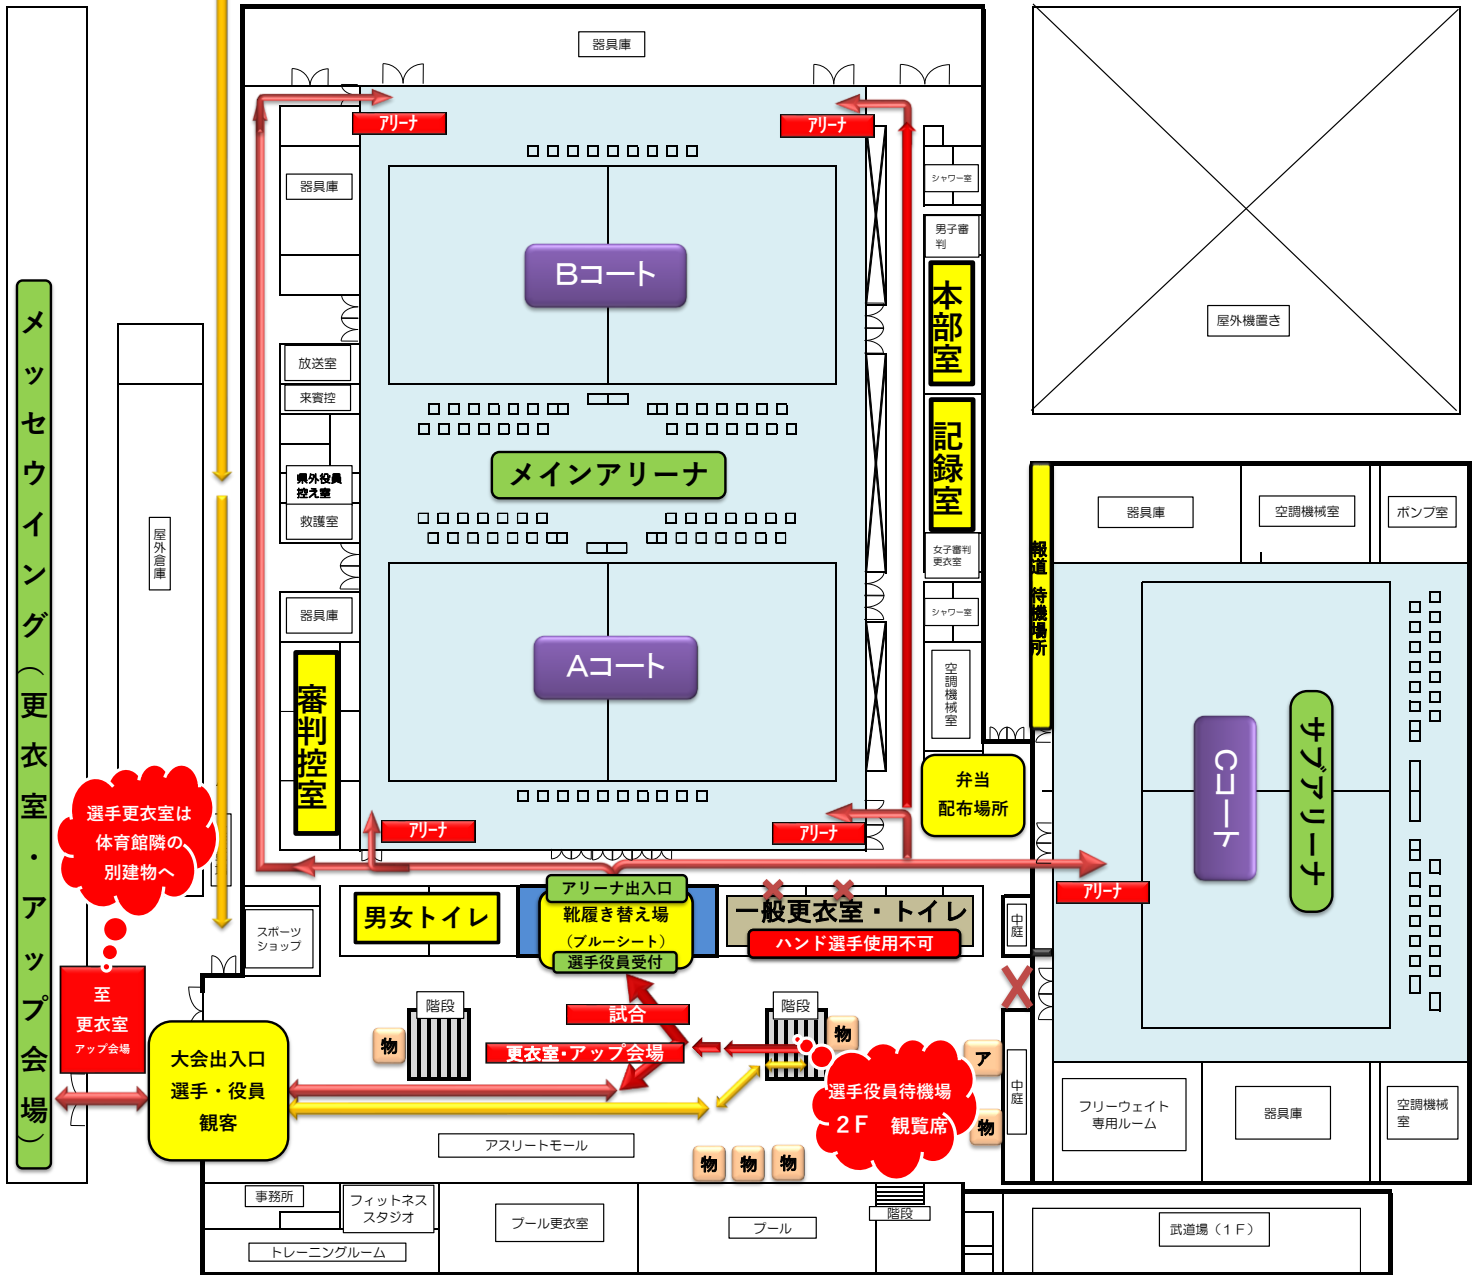 器具庫
アリーナ
アリーナ
器具庫
シャワー室
男子審
判
Bコート
本部室
屋外機置き
メッセウイング(更衣室・アップ会場)
放送室
来賓控
記録室
メインアリーナ
県外役員
控え室
救護室
屋外倉庫
女子審判
更衣室
報道 待機場所
器具庫
空調機械室
ポンプ室
器具庫
シャワー室
Aコート
空調機械室
審判控室
サブアリーナ
Cコート
弁当
配布場所
選手更衣室は
体育館隣の
別建物へ
アリーナ
アリーナ
アリーナ
アリーナ出入口
靴履き替え場
（ブルーシート）
選手役員受付
男女トイレ
一般更衣室・トイレ
ハンド選手使用不可
スポーツ
ショップ
中庭
至
更衣室
アップ会場
階段
階段
試合
物
物
更衣室・アップ会場
大会出入口
選手・役員
観客
選手役員待機場
2F 観覧席
ア
中庭
物
フリーウェイト
専用ルーム
器具庫
空調機械
室
アスリートモール
物
物
物
事務所
フィットネス
スタジオ
プール更衣室
プール
階段
トレーニングルーム
武道場（1F）